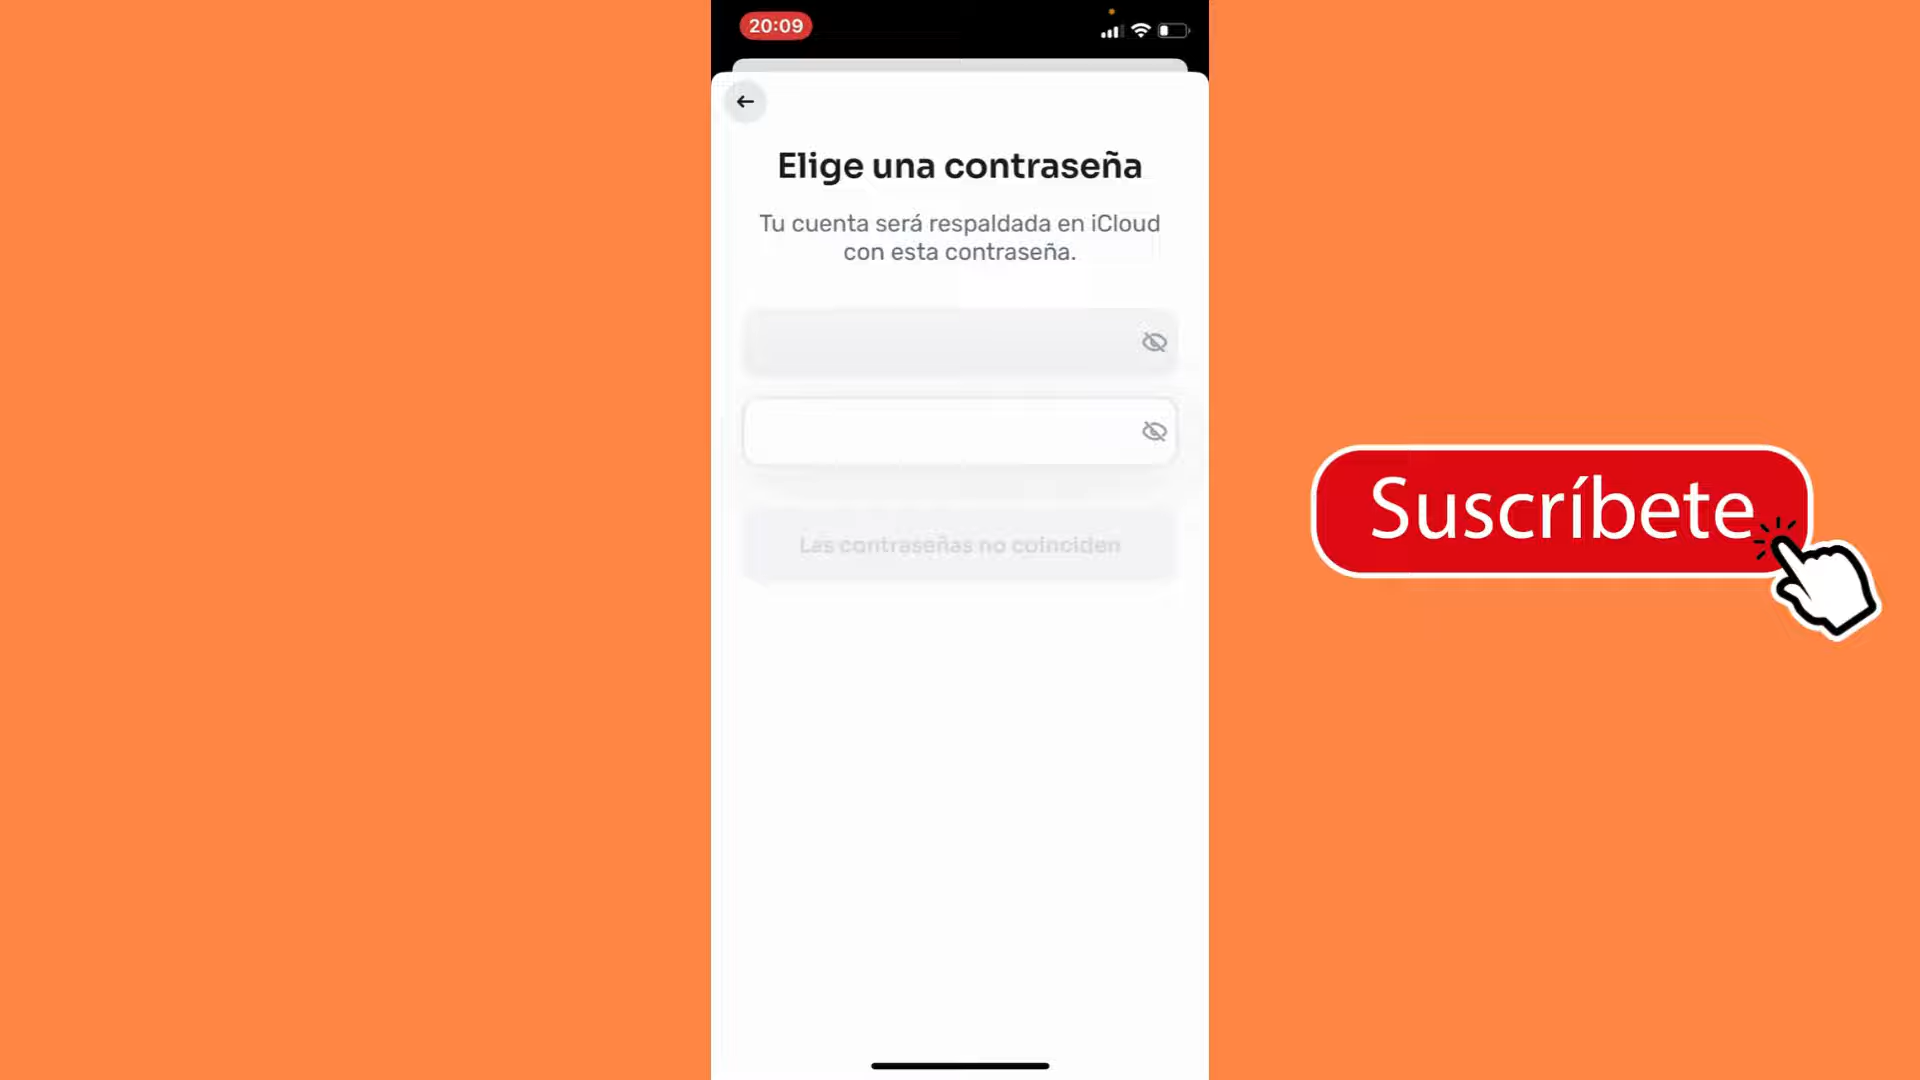 20:09
Elige una contraseña
Tu cuenta será respaldada en iCloud
con esta contraseña.
Las contraseñas no coinciden
Suscríbete